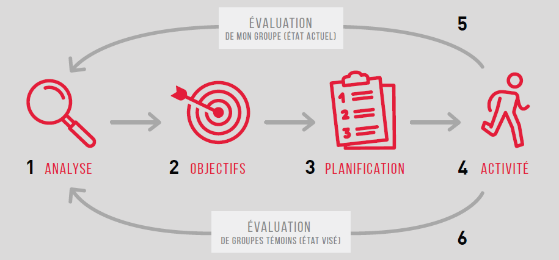 ÉVALUATION
DE MON GROUPE (ÉTAT ACTUEL)
5
1
2
3
1 ANALYSE
2 OBJECTIFS
3 PLANIFICATION
4 ACTIVITÉ
ÉVALUATION
DE GROUPES TÉMOINS (ÉTAT VISÉ)
6